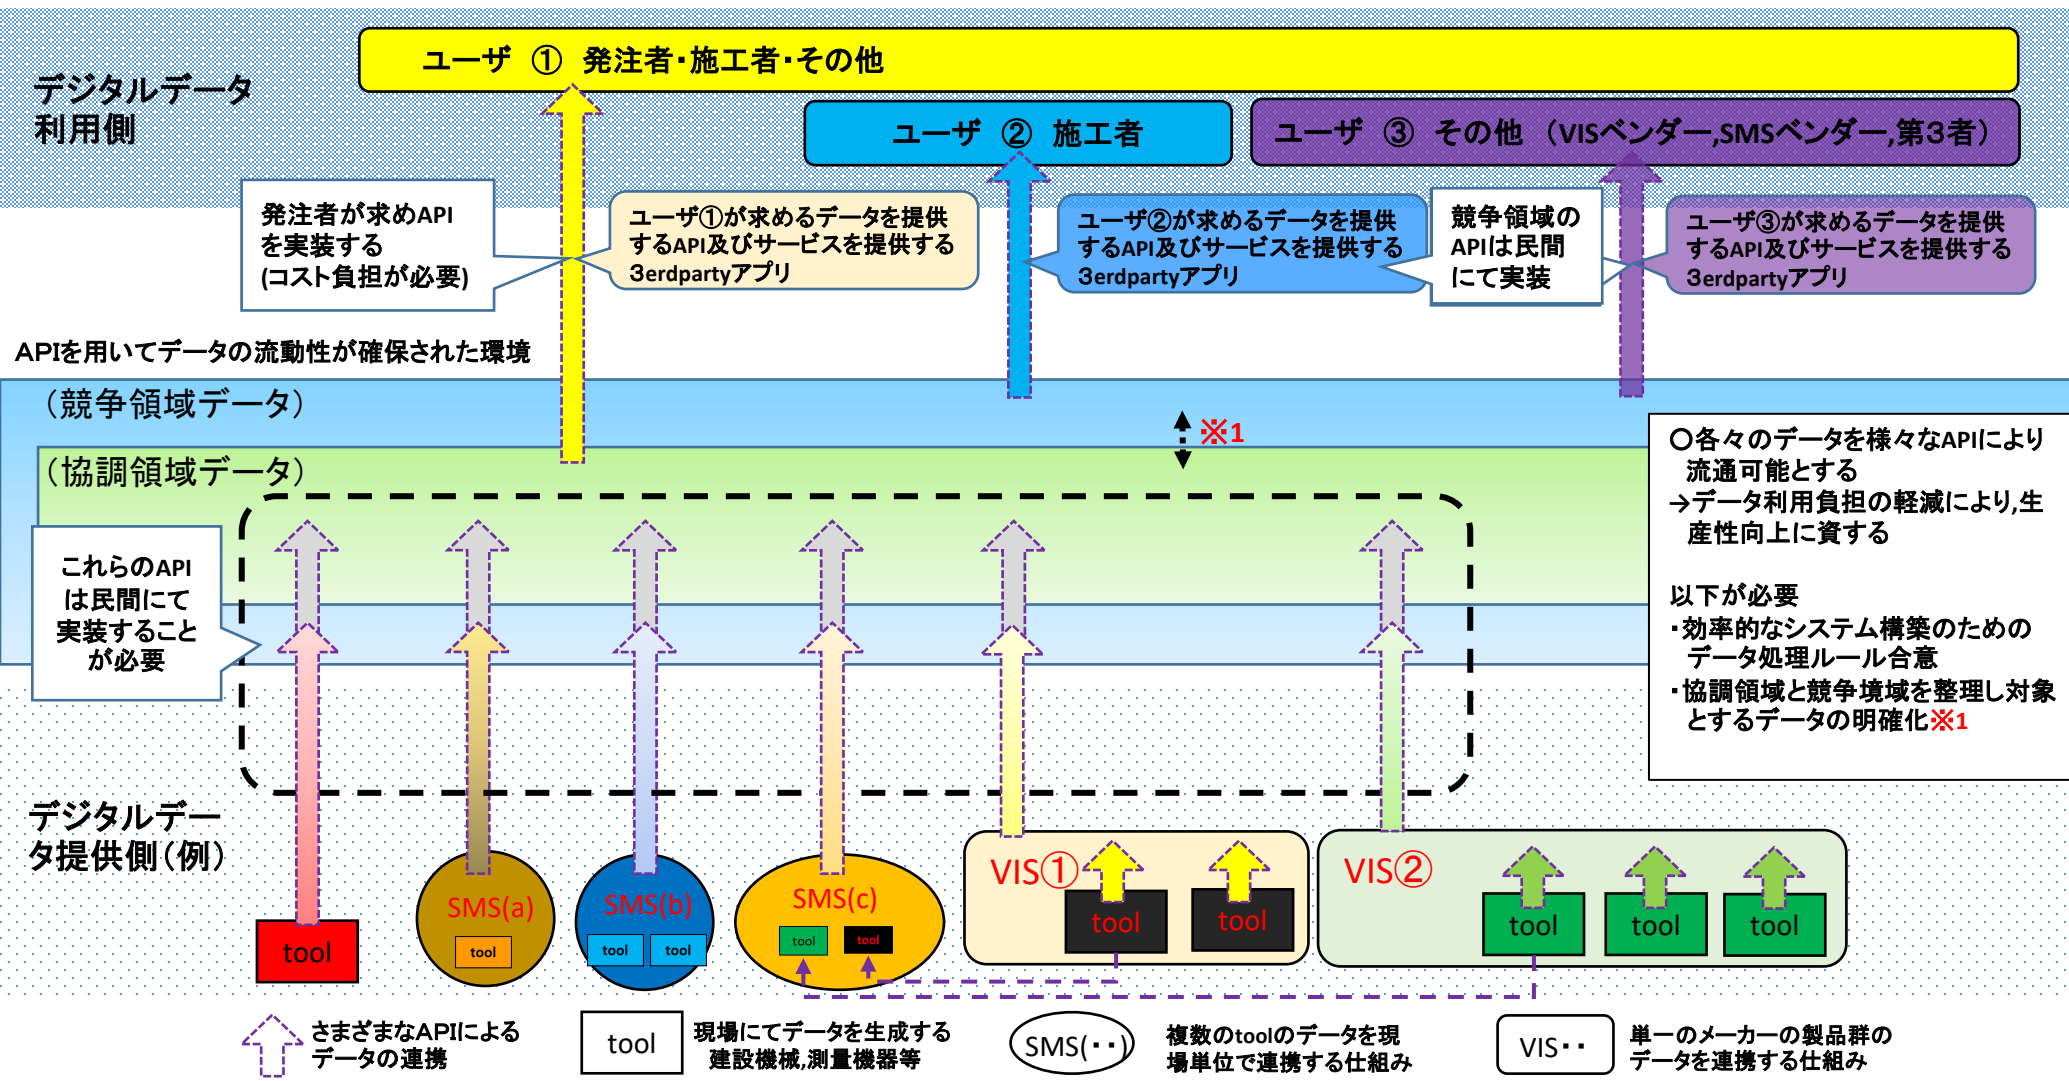 ユーザ ① 発注者・施工者・その他
デジタルデータ
利用側
ユーザ ② 施工者
ユーザ ③ その他 （VISベンダー,SMSベンダー,第３者）
発注者が求めAPI
を実装する
(コスト負担が必要)
ユーザ①が求めるデータを提供
するAPI及びサービスを提供する
３erdpartyアプリ
ユーザ②が求めるデータを提供
するAPI及びサービスを提供する
３erdpartyアプリ
競争領域の
APIは民間
にて実装
ユーザ③が求めるデータを提供
するAPI及びサービスを提供する
３erdpartyアプリ
ＡＰＩを用いてデータの流動性が確保された環境
（競争領域データ）
※1
（協調領域データ）
これらのAPI
は民間にて
実装すること
が必要
〇各々のデータを様々なAPIにより
流通可能とする
→データ利用負担の軽減により,生
産性向上に資する
以下が必要
・効率的なシステム構築のための
データ処理ルール合意
・協調領域と競争境域を整理し対象
とするデータの明確化※1
デジタルデー
タ提供側（例）
tool
SMS(a)
tool
SMS(b)
tool
tool
SMS(c)
tool
tool
VIS①
tool
tool
VIS②
tool
tool
tool
さまざまなAPIによる
データの連携
tool
現場にてデータを生成する
建設機械,測量機器等
SMS(・・)
複数のtoolのデータを現
場単位で連携する仕組み
VIS・・
単一のメーカーの製品群の
データを連携する仕組み